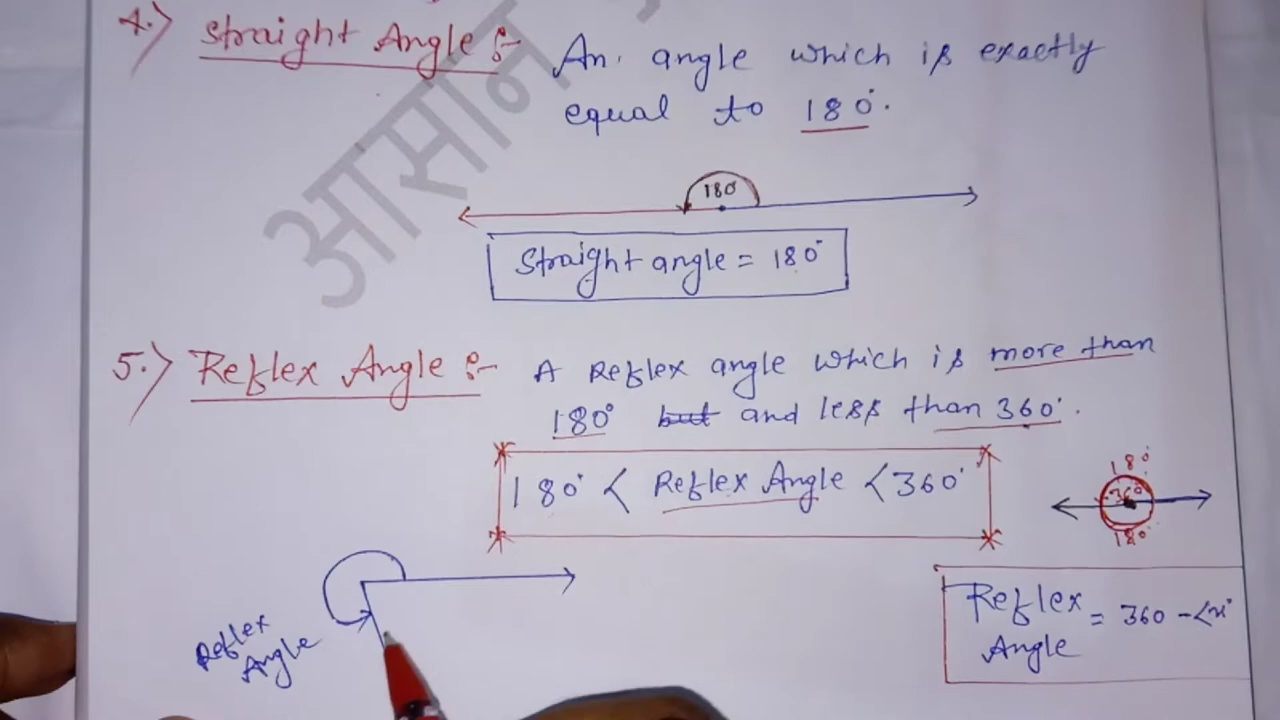 4.) Straight Angle :- An. angle which is exactly
equal to 180°.
आसान
180°
Straight angle = 180°
5.) Reflex Angle :- A Reflex angle which is more than
180° but and less than 360°.
180° < Reflex Angle < 360°
180°
360°
180°
Reflex
Angle
Reflex
Angle = 360 - <x°